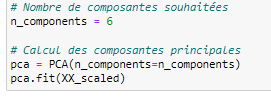 # Nombre de composantes souhaitées
n_components = 6
# Calcul des composantes principales
pca = PCA(n_components=n_components)
pca.fit(XX_scaled)